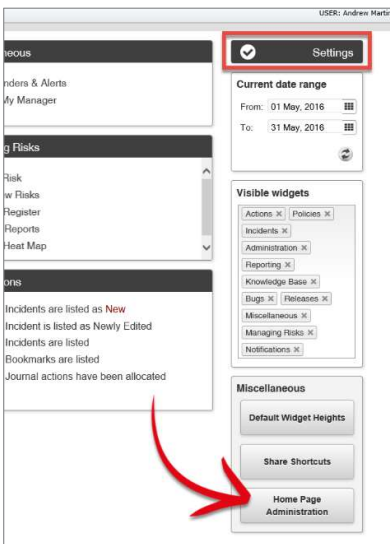 USER: Andrew Martin
neous
nders & Alerts
My Manager
g Risks
Risk
w Risks
Register
Reports
Heat Map
ons
Incidents are listed as New
Incident is listed as Newly Edited
Incidents are listed
Bookmarks are listed
Journal actions have been allocated
Settings
Current date range
From: 01 May, 2016
To: 31 May, 2016
Visible widgets
Actions × Policies ×
Incidents ×
Administration ×
Reporting ×
Knowledge Base ×
Bugs × Releases ×
Miscellaneous ×
Managing Risks ×
Notifications ×
Miscellaneous
Default Widget Heights
Share Shortcuts
Home Page
Administration